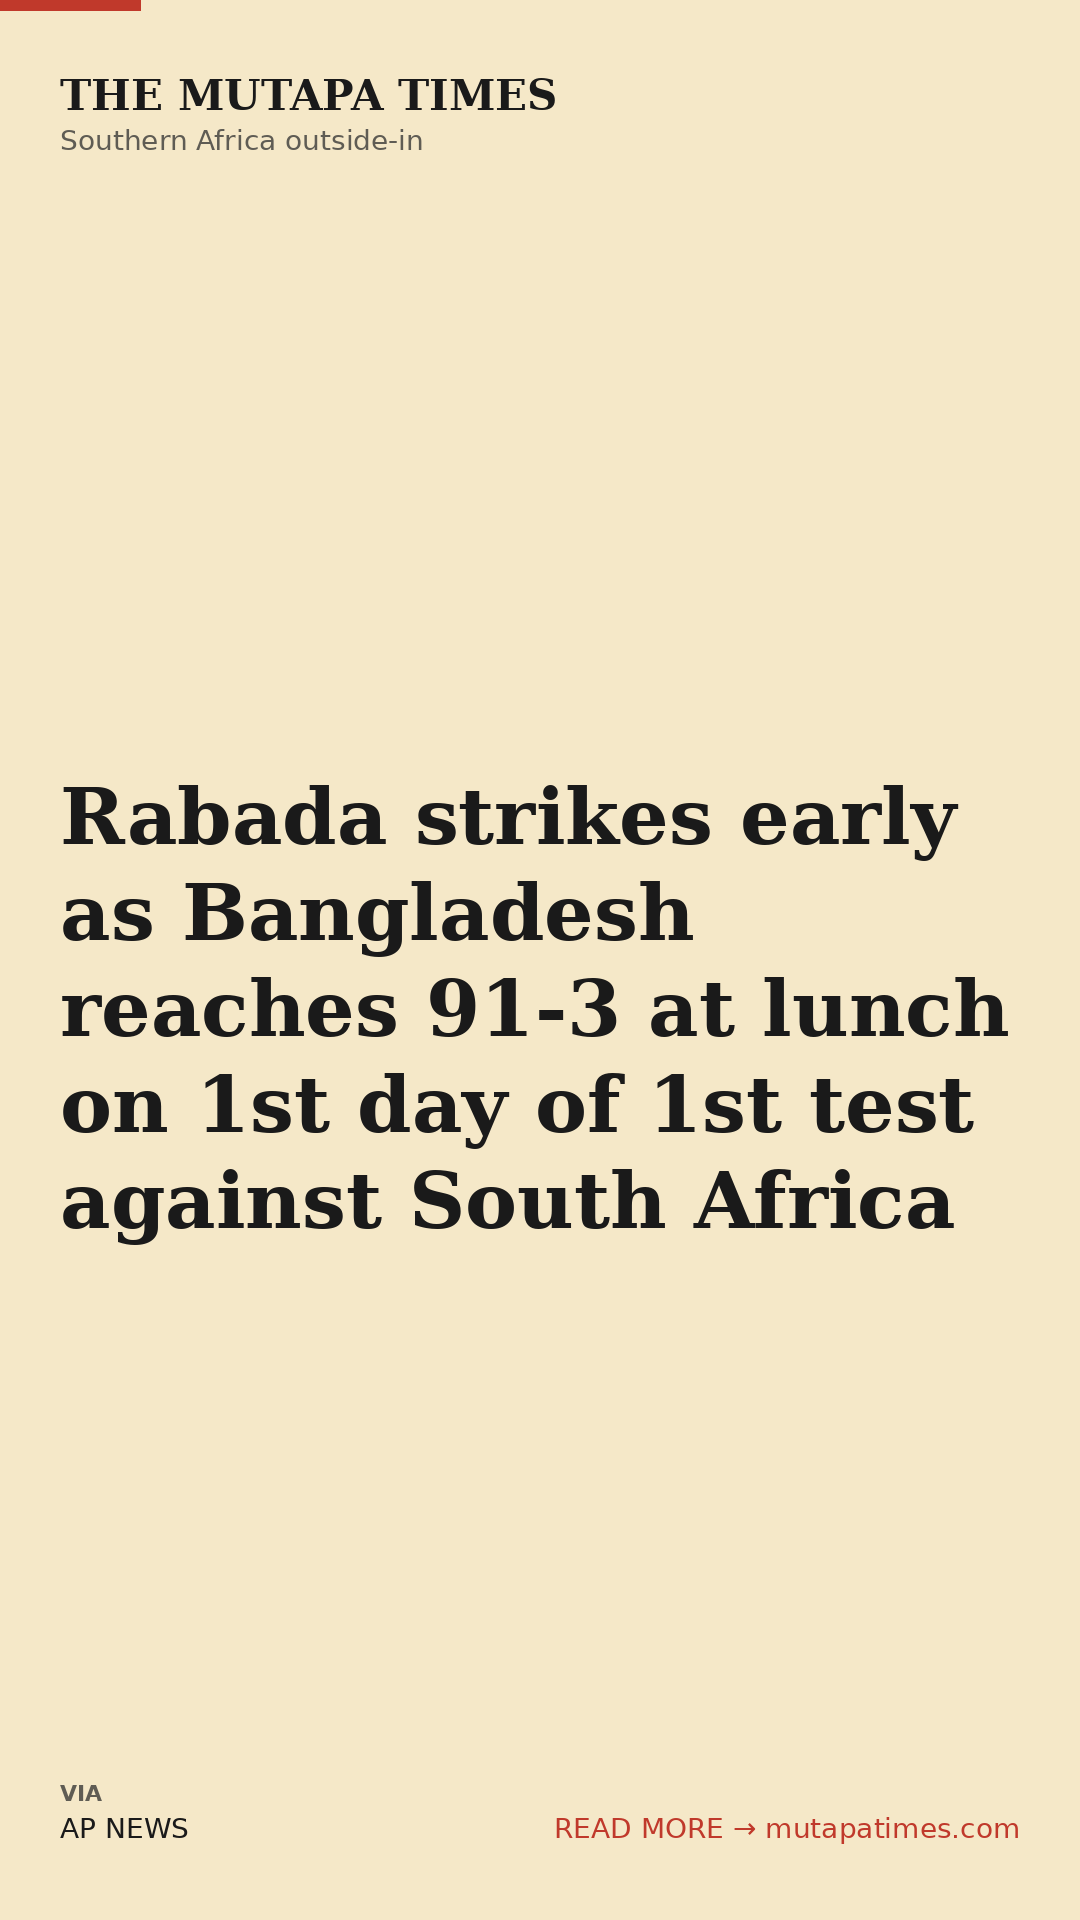 THE MUTAPA TIMES
Southern Africa outside-in
Rabada strikes early
as Bangladesh
reaches 91-3 at lunch
on 1st day of 1st test
against South Africa
VIA
AP NEWS
READ MORE → mutapatimes.com